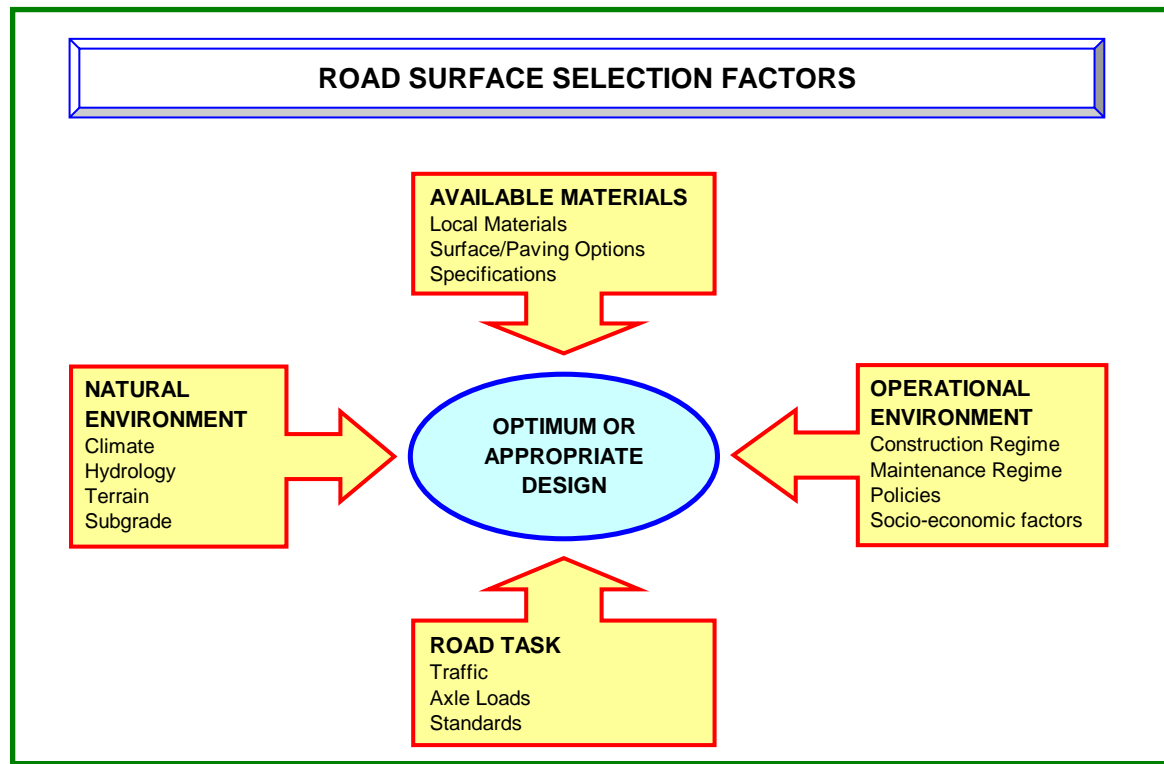 ROAD SURFACE SELECTION FACTORS
AVAILABLE MATERIALS
Local Materials
Surface/Paving Options
Specifications
NATURAL
ENVIRONMENT
Climate
Hydrology
Terrain
Subgrade
OPTIMUM OR
APPROPRIATE
DESIGN
OPERATIONAL
ENVIRONMENT
Construction Regime
Maintenance Regime
Policies
Socio-economic factors
ROAD TASK
Traffic
Axle Loads
Standards